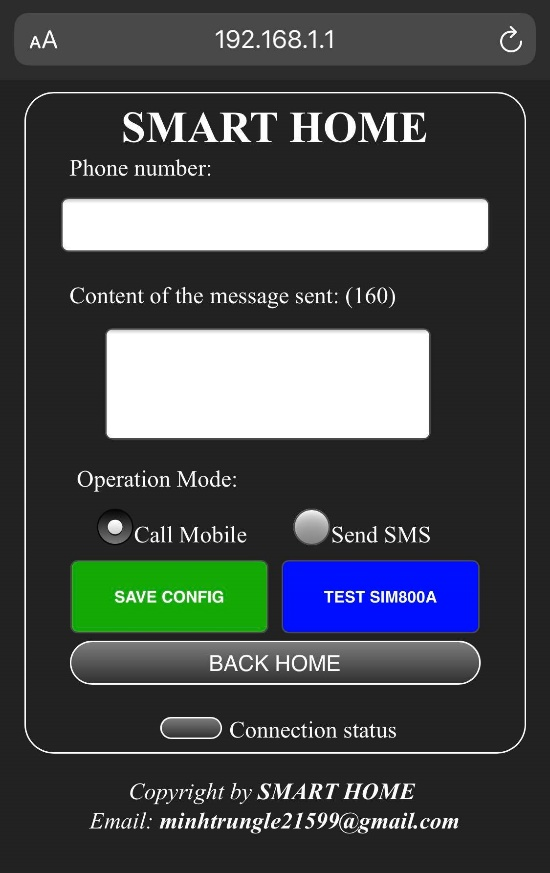 AA 192.168.1.1
SMART HOME
Phone number:
Content of the message sent: (160)
Operation Mode:
Call Mobile Send SMS
SAVE CONFIG TEST SIM800A
BACK HOME
Connection status
Copyright by SMART HOME
Email: minhtrungle21599@gmail.com